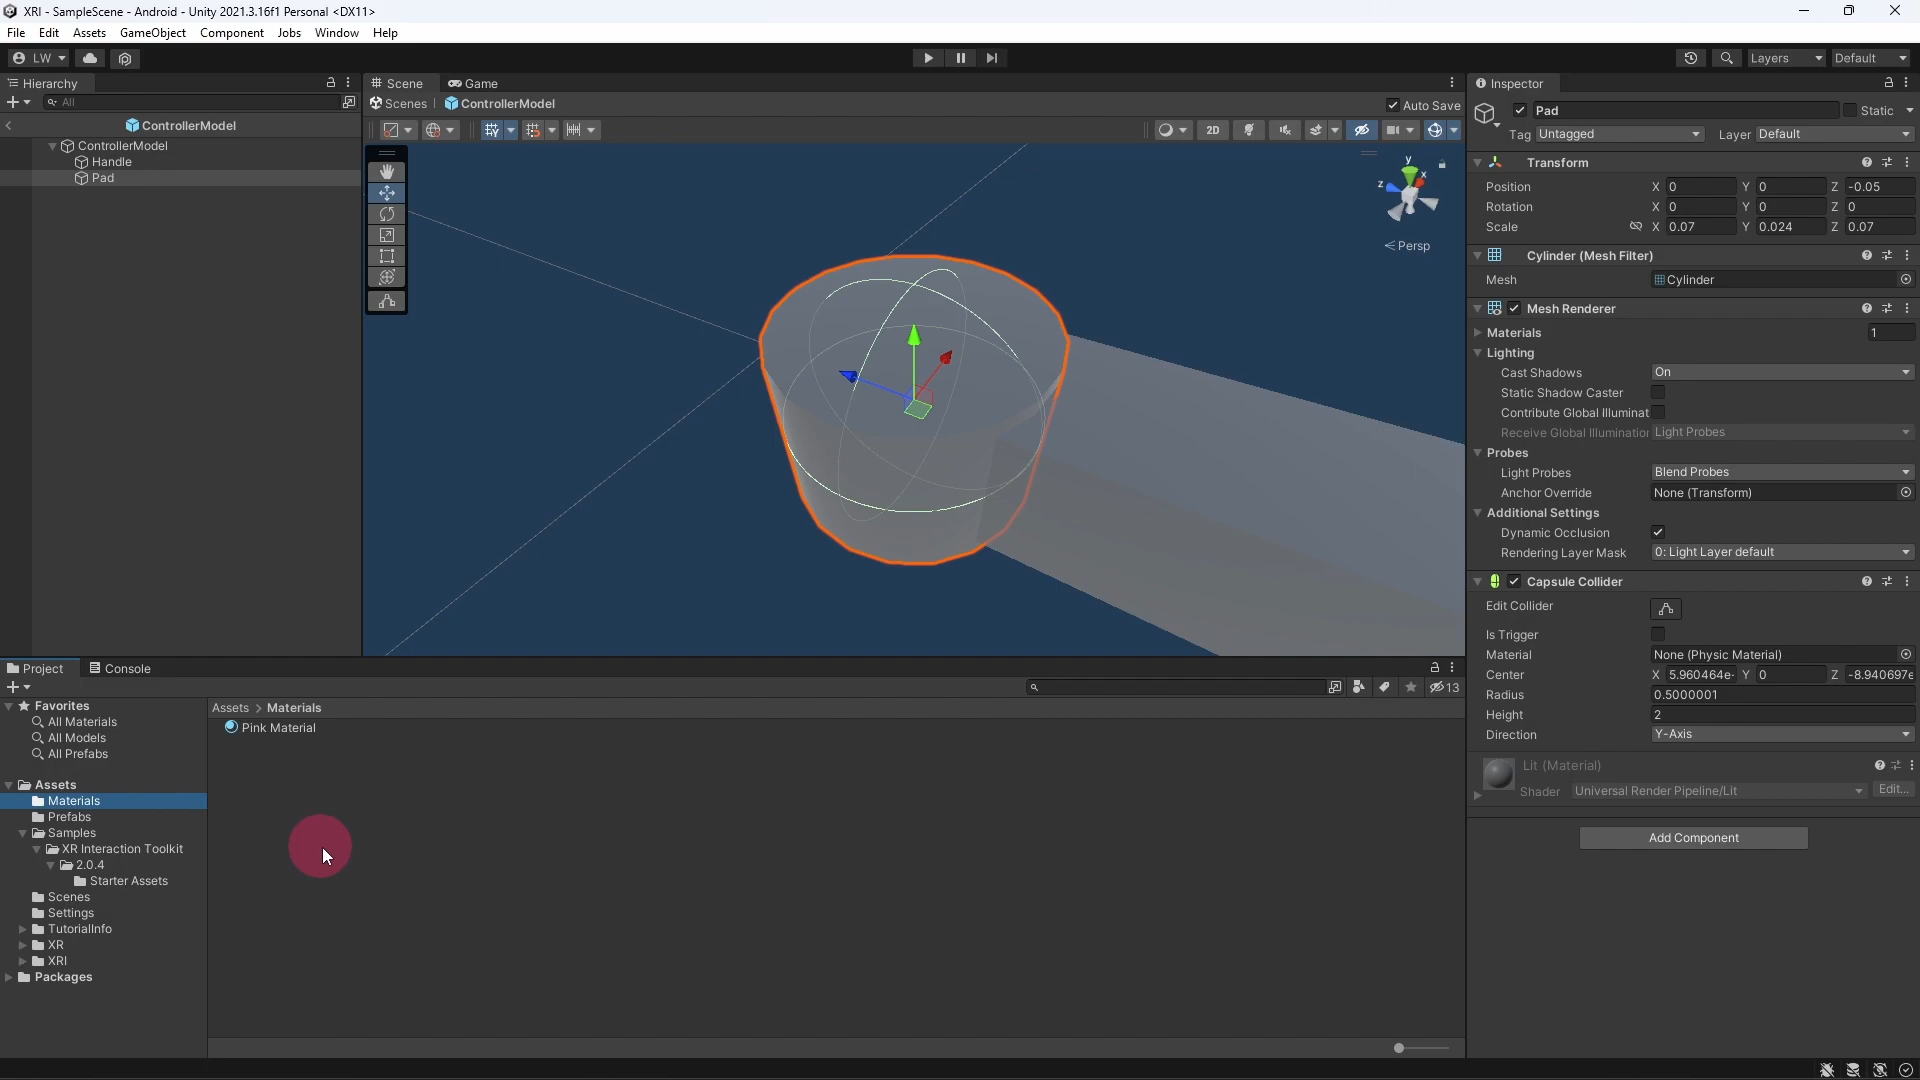 XRI - SampleScene - Android - Unity 2021.3.16f1 Personal <DX11>
File Edit Assets GameObject Component Jobs Window Help
LW
Layers
Default
Hierarchy
All
ControllerModel
ControllerModel
Handle
Pad
Scene
Game
Scenes
ControllerModel
Auto Save
2D
y
x
z
Persp
Inspector
Pad
Static
Tag Untagged
Layer Default
Transform
Position X 0 Y 0 Z -0.05
Rotation X 0 Y 0 Z 0
Scale X 0.07 Y 0.024 Z 0.07
Cylinder (Mesh Filter)
Mesh Cylinder
Mesh Renderer
Materials 1
Lighting
Cast Shadows On
Static Shadow Caster
Contribute Global Illuminat
Receive Global Illumination Light Probes
Probes
Light Probes Blend Probes
Anchor Override None (Transform)
Additional Settings
Dynamic Occlusion
Rendering Layer Mask 0: Light Layer default
Capsule Collider
Edit Collider
Is Trigger
Material None (Physic Material)
Center X 5.960464e- Y 0 Z -8.940697e
Radius 0.5000001
Height 2
Direction Y-Axis
Lit (Material)
Shader Universal Render Pipeline/Lit Edit...
Add Component
Project
Console
13
Favorites
All Materials
All Models
All Prefabs
Assets
Materials
Prefabs
Samples
XR Interaction Toolkit
2.0.4
Starter Assets
Scenes
Settings
TutorialInfo
XR
XRI
Packages
Assets > Materials
Pink Material